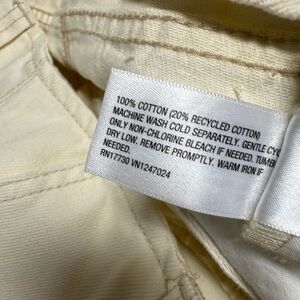 100% COTTON (20% RECYCLED COTTON)
MACHINE WASH COLD SEPARATELY. GENTLE CYC
ONLY NON-CHLORINE BLEACH IF NEEDED. TUMB
DRY LOW. REMOVE PROMPTLY. WARM IRON IF
NEEDED.
RN17730 VN1247024